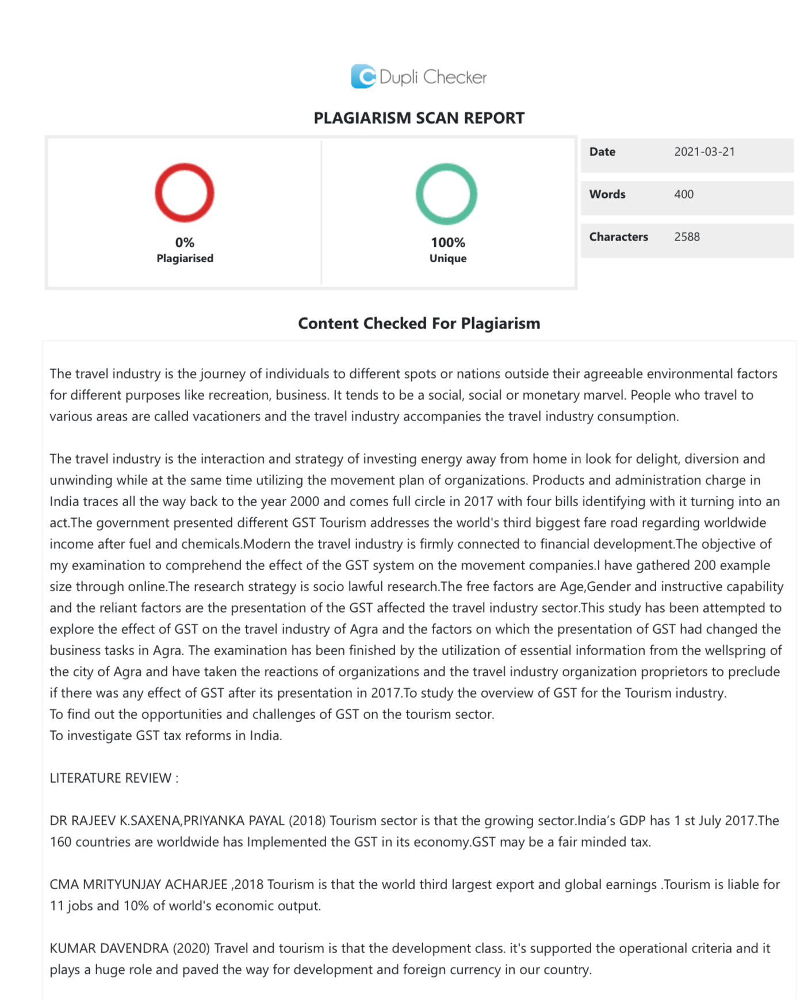 Dupli Checker
PLAGIARISM SCAN REPORT
0%
Plagiarised
100%
Unique
Date 2021-03-21
Words 400
Characters 2588
Content Checked For Plagiarism
The travel industry is the journey of individuals to different spots or nations outside their agreeable environmental factors
for different purposes like recreation, business. It tends to be a social, social or monetary marvel. People who travel to
various areas are called vacationers and the travel industry accompanies the travel industry consumption.
The travel industry is the interaction and strategy of investing energy away from home in look for delight, diversion and
unwinding while at the same time utilizing the movement plan of organizations. Products and administration charge in
India traces all the way back to the year 2000 and comes full circle in 2017 with four bills identifying with it turning into an
act.The government presented different GST Tourism addresses the world's third biggest fare road regarding worldwide
income after fuel and chemicals.Modern the travel industry is firmly connected to financial development.The objective of
my examination to comprehend the effect of the GST system on the movement companies.I have gathered 200 example
size through online.The research strategy is socio lawful research.The free factors are Age,Gender and instructive capability
and the reliant factors are the presentation of the GST affected the travel industry sector.This study has been attempted to
explore the effect of GST on the travel industry of Agra and the factors on which the presentation of GST had changed the
business tasks in Agra. The examination has been finished by the utilization of essential information from the wellspring of
the city of Agra and have taken the reactions of organizations and the travel industry organization proprietors to preclude
if there was any effect of GST after its presentation in 2017.To study the overview of GST for the Tourism industry.
To find out the opportunities and challenges of GST on the tourism sector.
To investigate GST tax reforms in India.
LITERATURE REVIEW :
DR RAJEEV K.SAXENA,PRIYANKA PAYAL (2018) Tourism sector is that the growing sector.India’s GDP has 1 st July 2017.The
160 countries are worldwide has Implemented the GST in its economy.GST may be a fair minded tax.
CMA MRITYUNJAY ACHARJEE ,2018 Tourism is that the world third largest export and global earnings .Tourism is liable for
11 jobs and 10% of world's economic output.
KUMAR DAVENDRA (2020) Travel and tourism is that the development class. it's supported the operational criteria and it
plays a huge role and paved the way for development and foreign currency in our country.